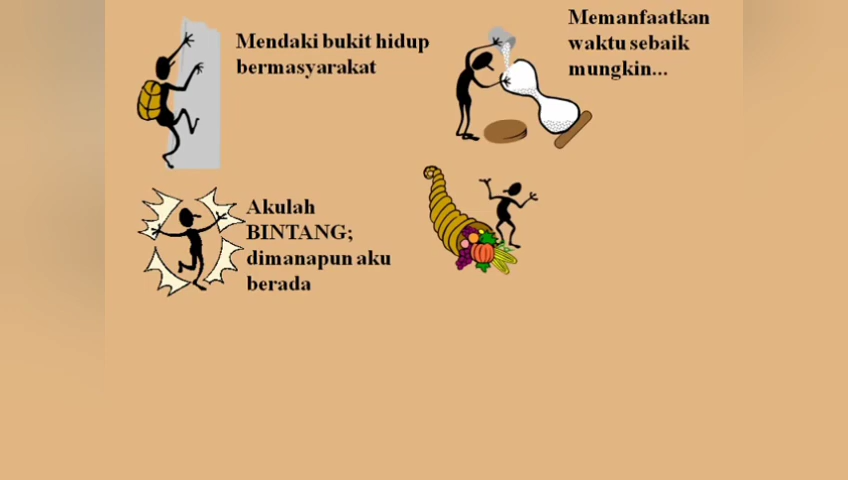 Mendaki bukit hidup
bermasyarakat
Memanfaatkan
waktu sebaik
mungkin...
Akulah
BINTANG;
dimanapun aku
berada